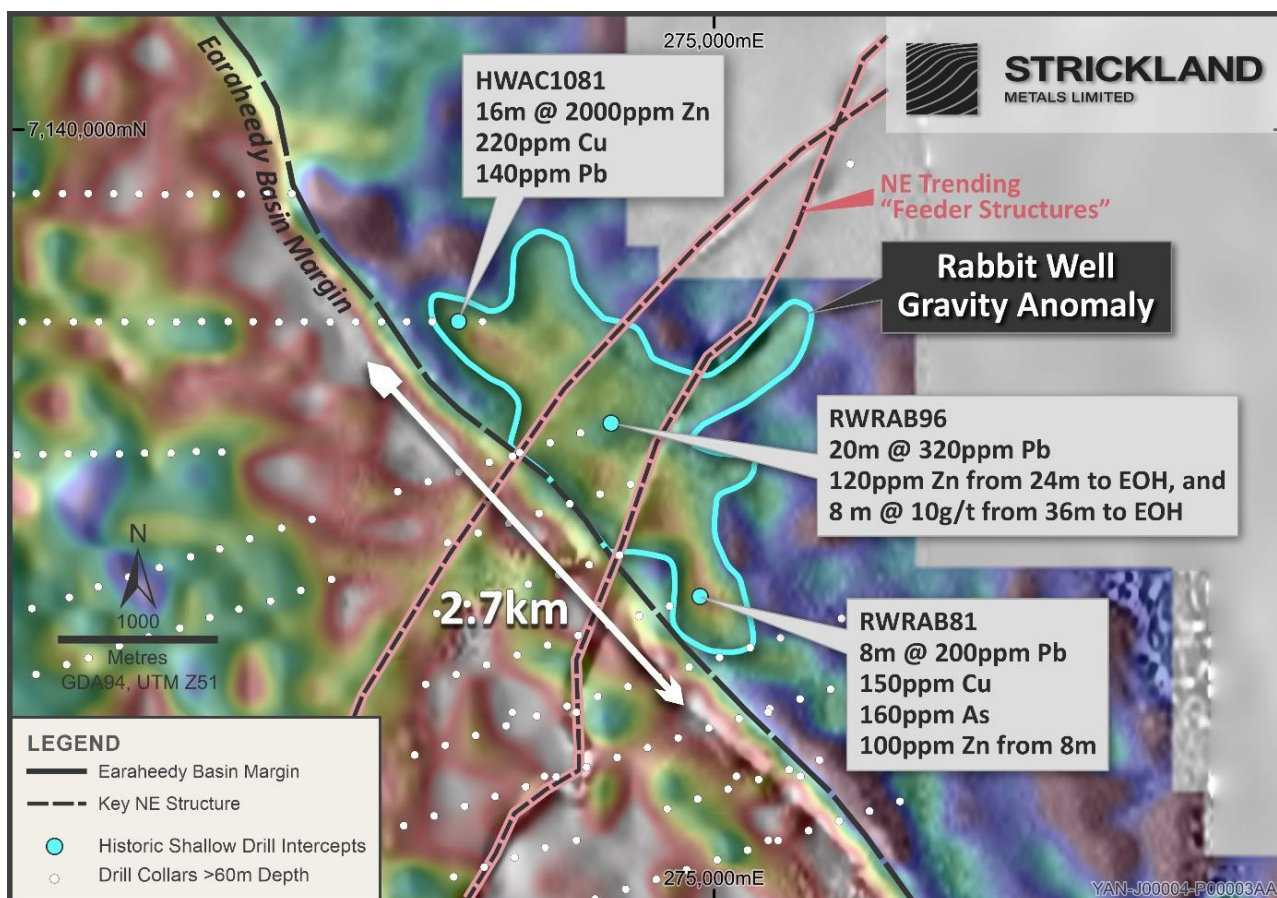 275,000mE
STRICKLAND
METALS LIMITED
7,140,000mN
Earaheedy Basin Margin
HWAC1081
16m @ 2000ppm Zn
220ppm Cu
140ppm Pb
NE Trending
“Feeder Structures”
Rabbit Well
Gravity Anomaly
RWRAB96
20m @ 320ppm Pb
120ppm Zn from 24m to EOH, and
8 m @ 10g/t from 36m to EOH
2.7km
N
1000
Metres
GDA94, UTM Z51
RWRAB81
8m @ 200ppm Pb
150ppm Cu
160ppm As
100ppm Zn from 8m
LEGEND
Earaheedy Basin Margin
Key NE Structure
Historic Shallow Drill Intercepts
Drill Collars >60m Depth
275,000mE
YAN-J00004-P00003AA